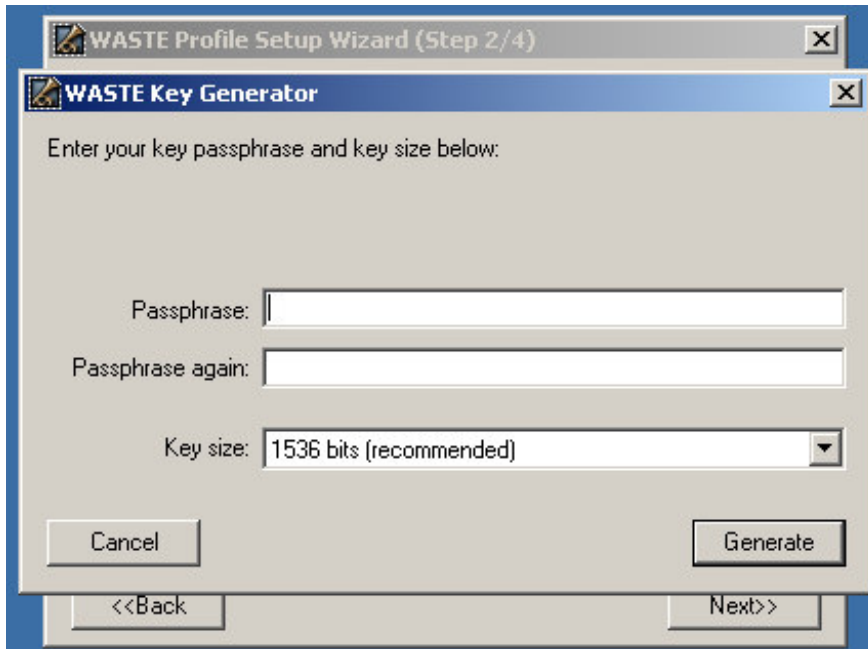 WASTE Profile Setup Wizard (Step 2/4)
WASTE Key Generator
Enter your key passphrase and key size below:
Passphrase:
Passphrase again:
Key size: 1536 bits (recommended)
Cancel Generate
<<Back Next>>